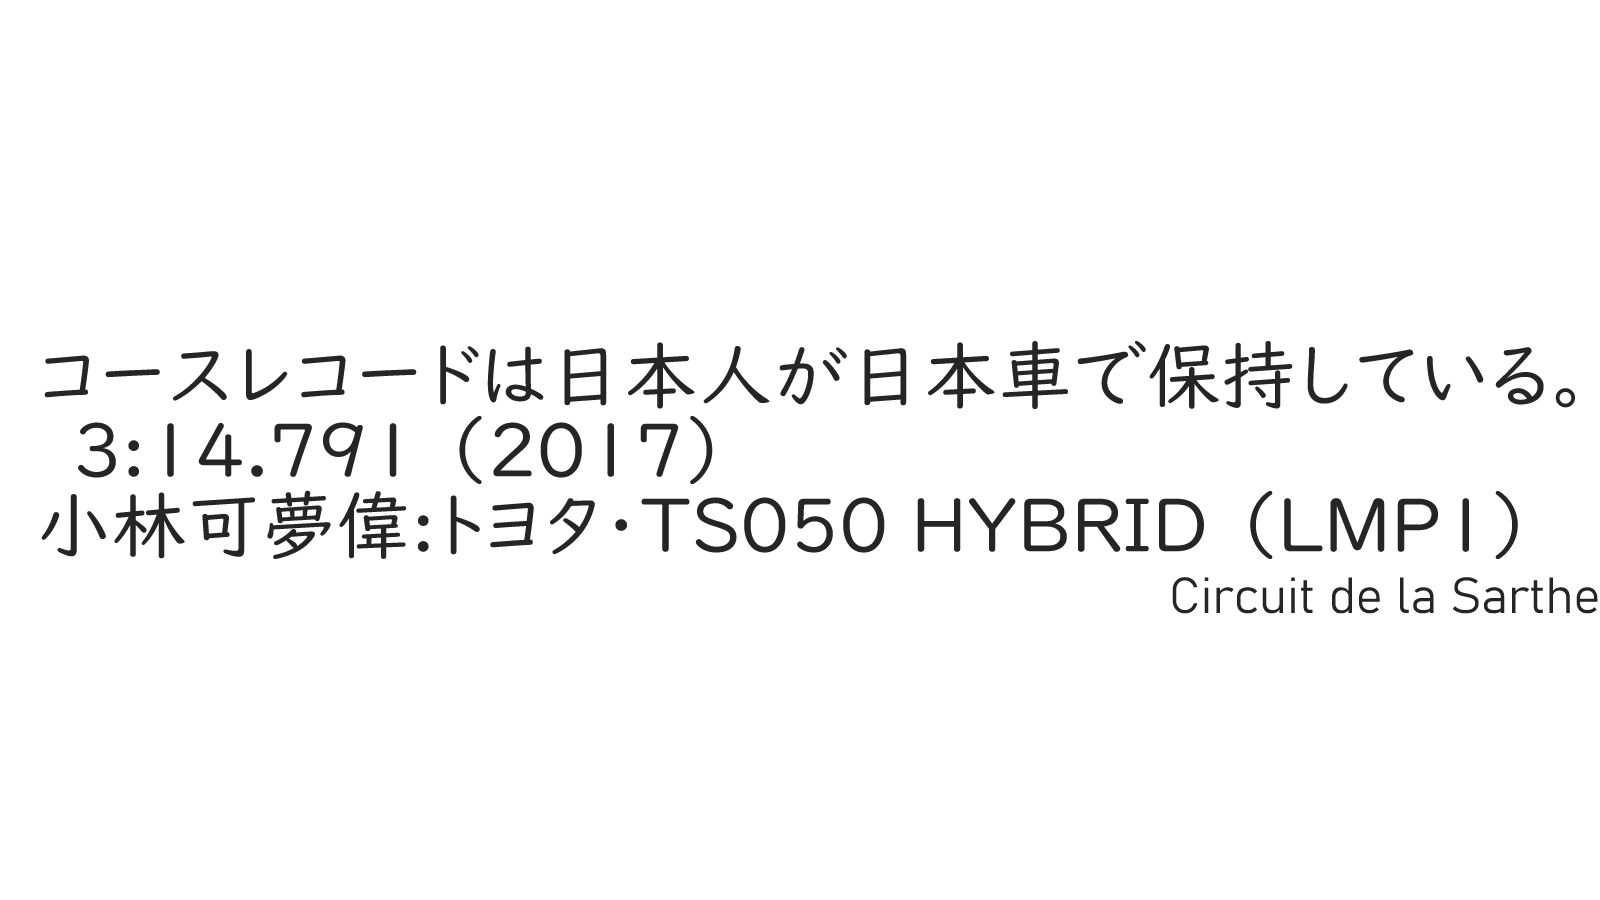 コースレコードは日本人が日本車で保持している。
3:14.791（2017）
小林可夢偉:トヨタ・TS050 HYBRID（LMP1）
Circuit de la Sarthe